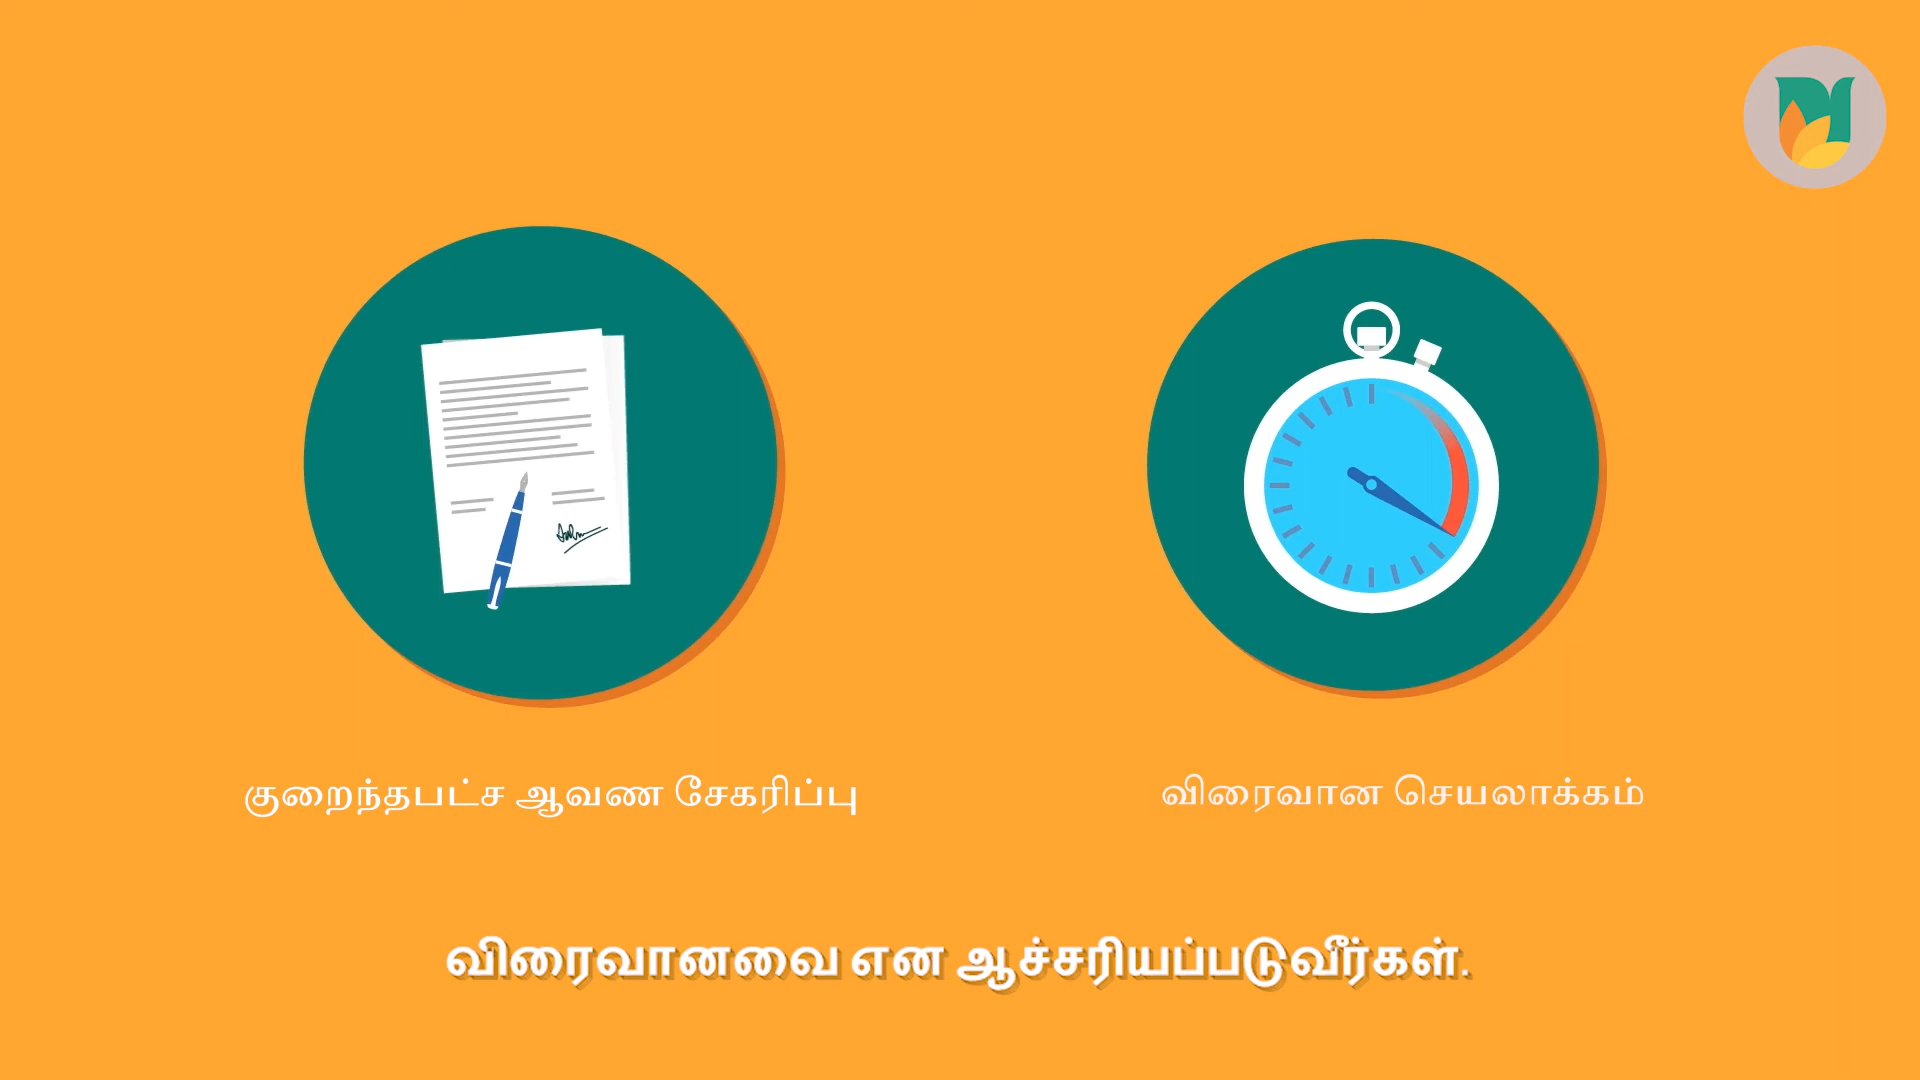 குறைந்தபட்ச ஆவண சேகரிப்பு
விரைவான செயலாக்கம்
விரைவானவை என ஆச்சரியப்படுவீர்கள்.